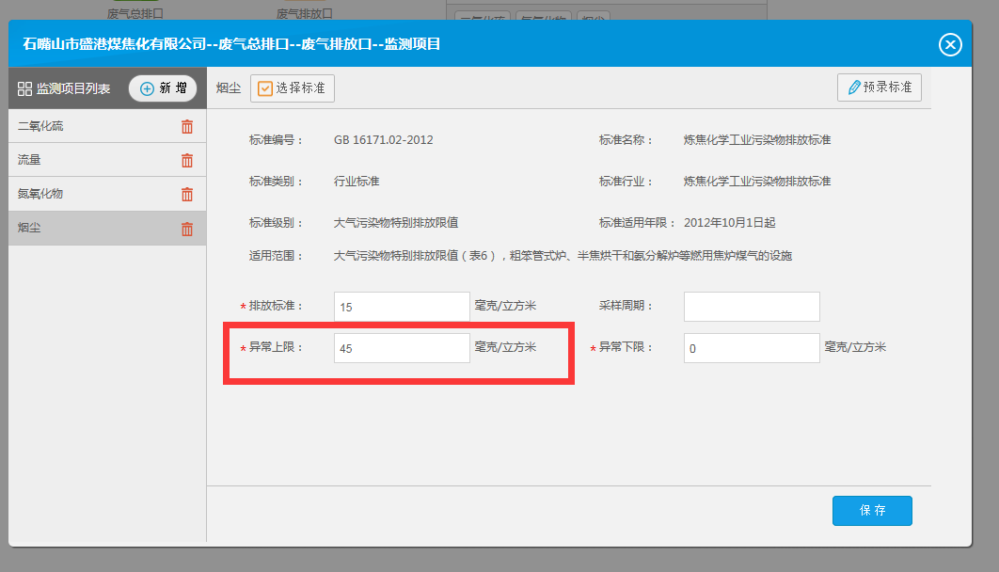 废气总排口 废气排放口
二氧化硫 氮氧化物 烟尘
石嘴山市盛港煤焦化有限公司--废气总排口--废气排放口--监测项目
监测项目列表 新 增
烟尘 选择标准 预录标准
二氧化硫
流量
氮氧化物
烟尘
标准编号： GB 16171.02-2012 标准名称： 炼焦化学工业污染物排放标准
标准类别： 行业标准 标准行业： 炼焦化学工业污染物排放标准
标准级别： 大气污染物特别排放限值 标准适用年限： 2012年10月1日起
适用范围： 大气污染物特别排放限值（表6），粗苯管式炉、半焦烘干和氨分解炉等燃用焦炉煤气的设施
* 排放标准： 15 毫克/立方米 采样周期：
* 异常上限： 45 毫克/立方米 * 异常下限： 0 毫克/立方米
保 存